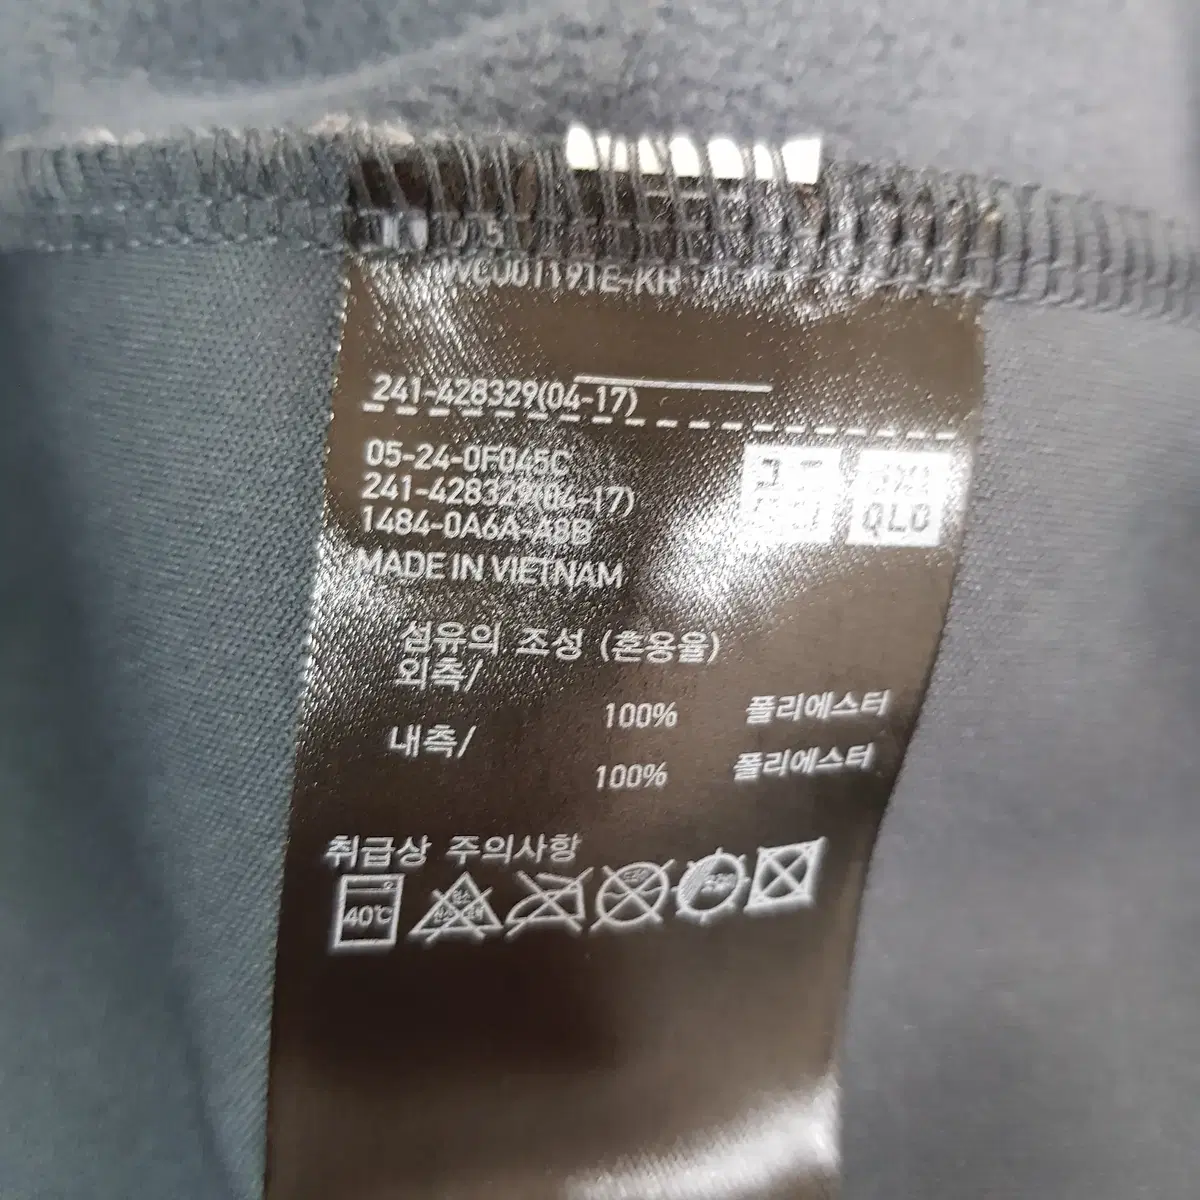 241-428329(04-17)
05-24-0F045C
241-428329(04-17)
1484-0A6A-A8B
MADE IN VIETNAM
QLO
섬유의 조성 (혼용율)
외측/
100% 폴리에스터
내측/
100% 폴리에스터
취급상 주의사항
40℃